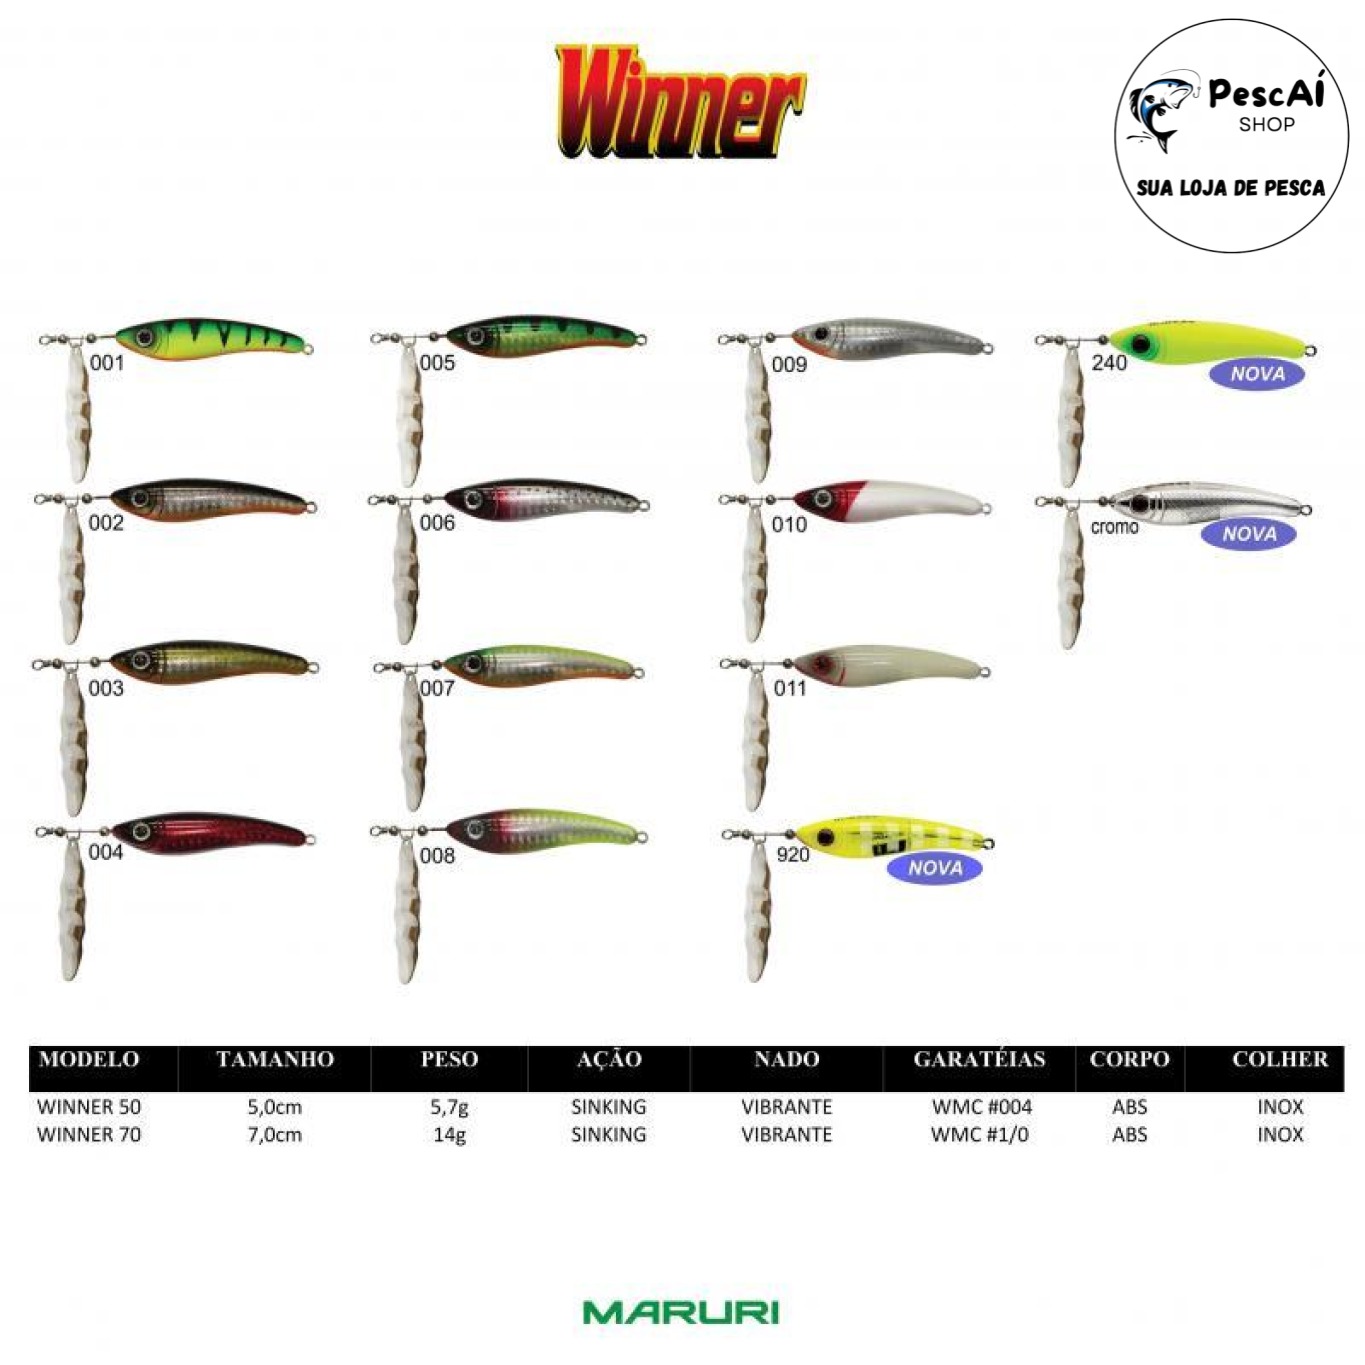 Winner
PescAÍ
SHOP
SUA LOJA DE PESCA
001
005
009
240
NOVA
002
006
010
cromo
NOVA
003
007
011
004
008
920
NOVA
MODELO TAMANHO PESO AÇÃO NADO GARATÉIAS CORPO COLHER
WINNER 50 5,0cm 5,7g SINKING VIBRANTE WMC #004 ABS INOX
WINNER 70 7,0cm 14g SINKING VIBRANTE WMC #1/0 ABS INOX
MARURI